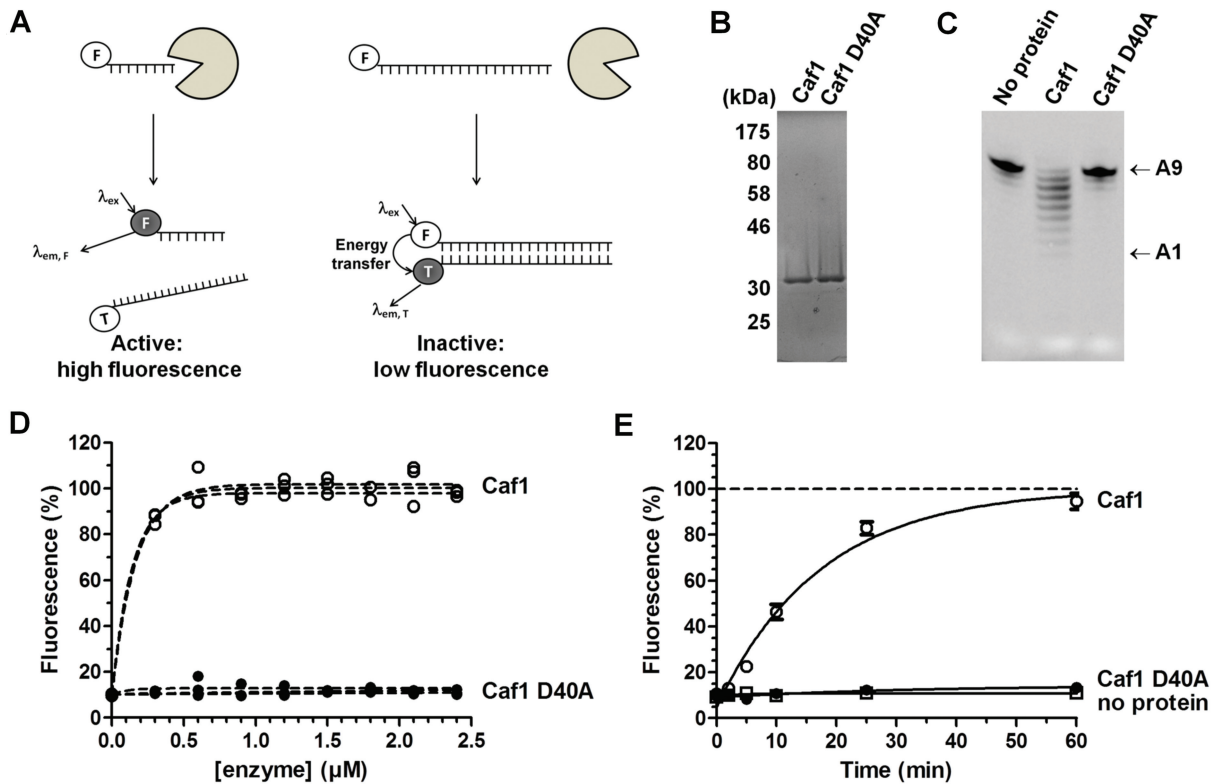 A
F
F
λex
F
λem, F
T
Active:
high fluorescence
λex
F
Energy
transfer
T
λem, T
Inactive:
low fluorescence
B
Caf1
Caf1 D40A
(kDa)
175
80
58
46
30
25
C
No protein
Caf1
Caf1 D40A
← A9
← A1
D
Fluorescence (%)
120
100
80
60
40
20
0
0.0 0.5 1.0 1.5 2.0 2.5
[enzyme] (μM)
Caf1
Caf1 D40A
E
Fluorescence (%)
120
100
80
60
40
20
0
0 10 20 30 40 50 60
Time (min)
Caf1
Caf1 D40A
no protein